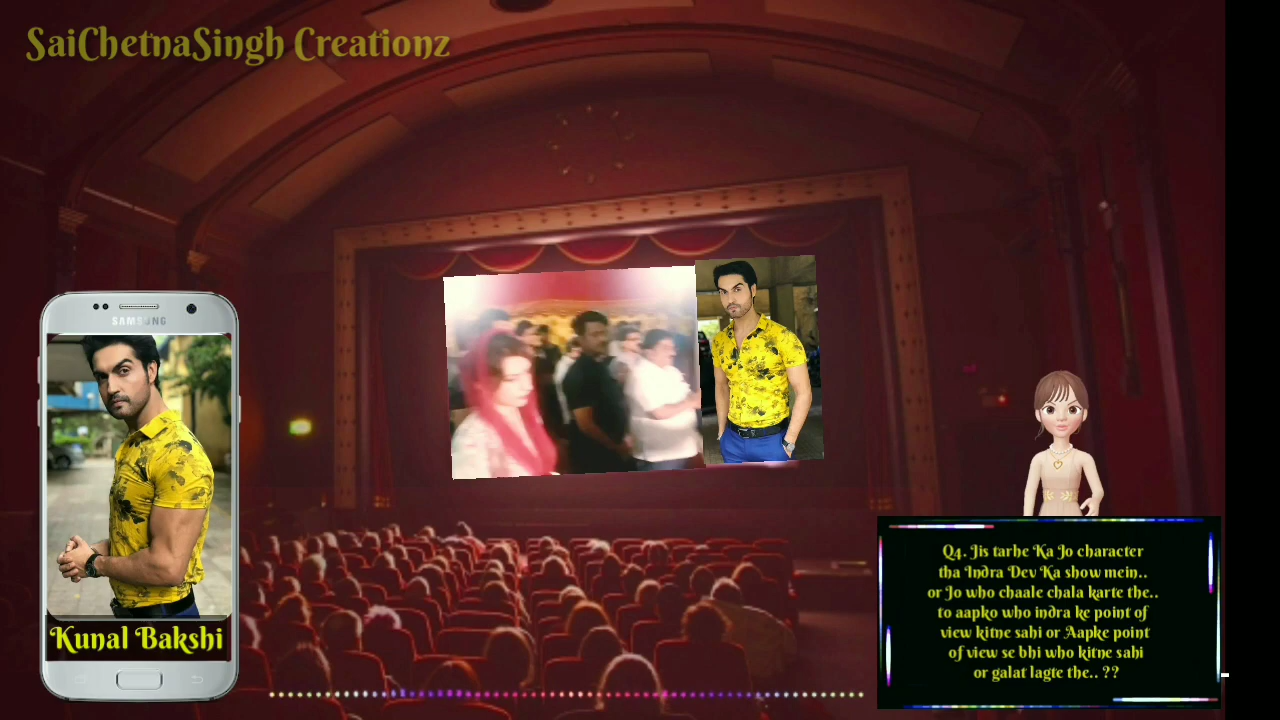 SaiChetnaSingh Creationz
SAMSUNG
Kunal Bakshi
Q4. Jis tarhe Ka Jo character
tha Indra Dev Ka show mein..
or Jo who chaale chala karte the..
to aapko who indra ke point of
view kitne sahi or Aapke point
of view se bhi who kitne sahi
or galat lagte the.. ??